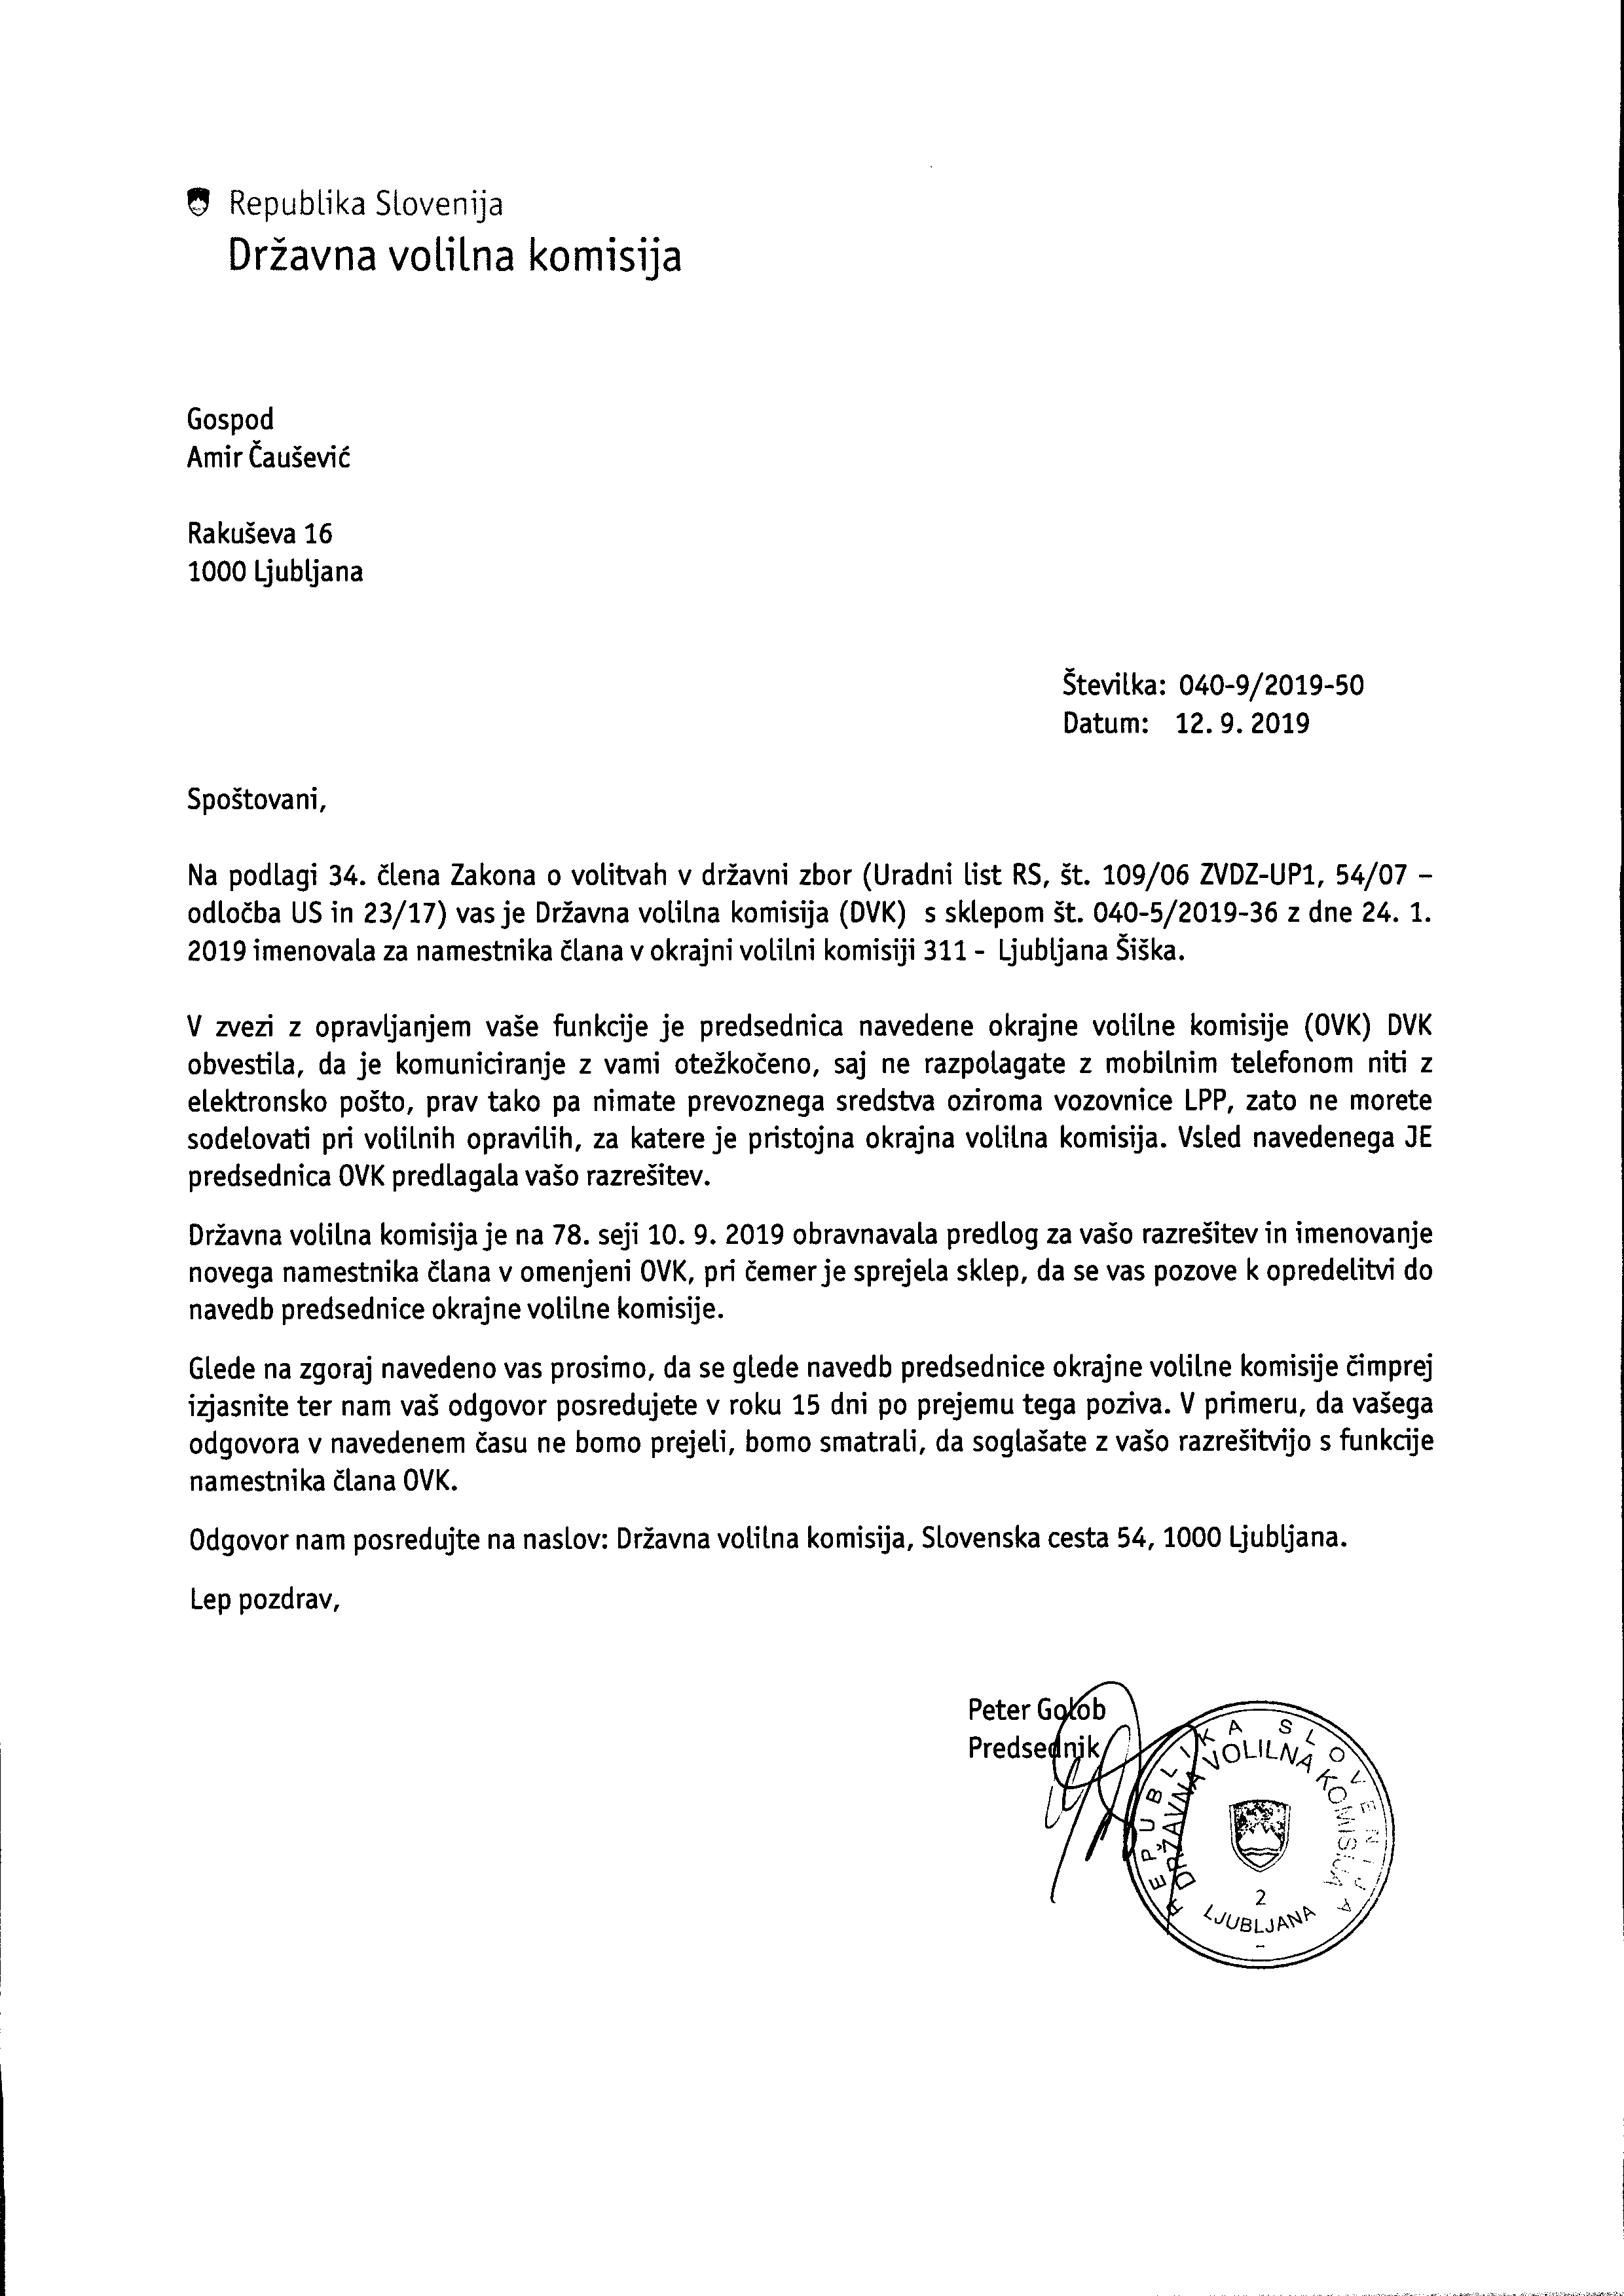 Republika Slovenija
Državna volilna komisija
Gospod
Amir Čaušević
Rakuševa 16
1000 Ljubljana
Številka: 040-9/2019-50
Datum: 12. 9. 2019
Spoštovani,
Na podlagi 34. člena Zakona o volitvah v državni zbor (Uradni list RS, št. 109/06 ZVDZ-UP1, 54/07 –
odločba US in 23/17) vas je Državna volilna komisija (DVK) s sklepom št. 040-5/2019-36 z dne 24. 1.
2019 imenovala za namestnika člana v okrajni volilni komisiji 311 - Ljubljana Šiška.
V zvezi z opravljanjem vaše funkcije je predsednica navedene okrajne volilne komisije (OVK) DVK
obvestila, da je komuniciranje z vami otežkočeno, saj ne razpolagate z mobilnim telefonom niti z
elektronsko pošto, prav tako pa nimate prevoznega sredstva oziroma vozovnice LPP, zato ne morete
sodelovati pri volilnih opravilih, za katere je pristojna okrajna volilna komisija. Vsled navedenega JE
predsednica OVK predlagala vašo razrešitev.
Državna volilna komisija je na 78. seji 10. 9. 2019 obravnavala predlog za vašo razrešitev in imenovanje
novega namestnika člana v omenjeni OVK, pri čemer je sprejela sklep, da se vas pozove k opredelitvi do
navedb predsednice okrajne volilne komisije.
Glede na zgoraj navedeno vas prosimo, da se glede navedb predsednice okrajne volilne komisije čimprej
izjasnite ter nam vaš odgovor posredujete v roku 15 dni po prejemu tega poziva. V primeru, da vašega
odgovora v navedenem času ne bomo prejeli, bomo smatrali, da soglašate z vašo razrešitvijo s funkcije
namestnika člana OVK.
Odgovor nam posredujte na naslov: Državna volilna komisija, Slovenska cesta 54, 1000 Ljubljana.
Lep pozdrav,
Peter Golob
Predsednik
REPUBLIKA SLOVENIJA
DRŽAVNA VOLILNA KOMISIJA
2
LJUBLJANA